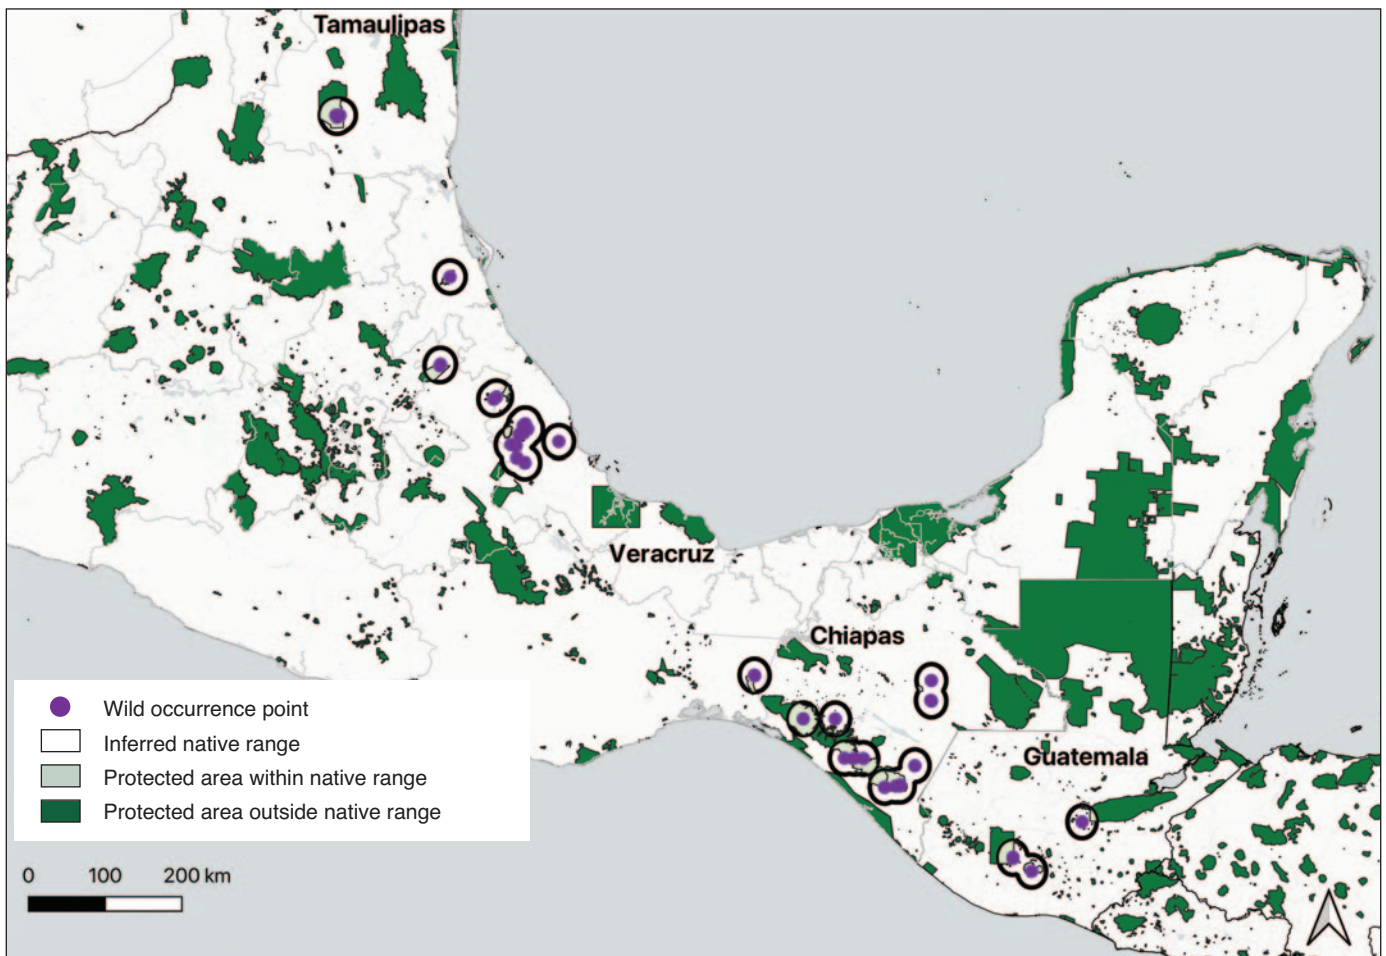 Tamaulipas
Veracruz
Chiapas
Guatemala
Wild occurrence point
Inferred native range
Protected area within native range
Protected area outside native range
0 100 200 km